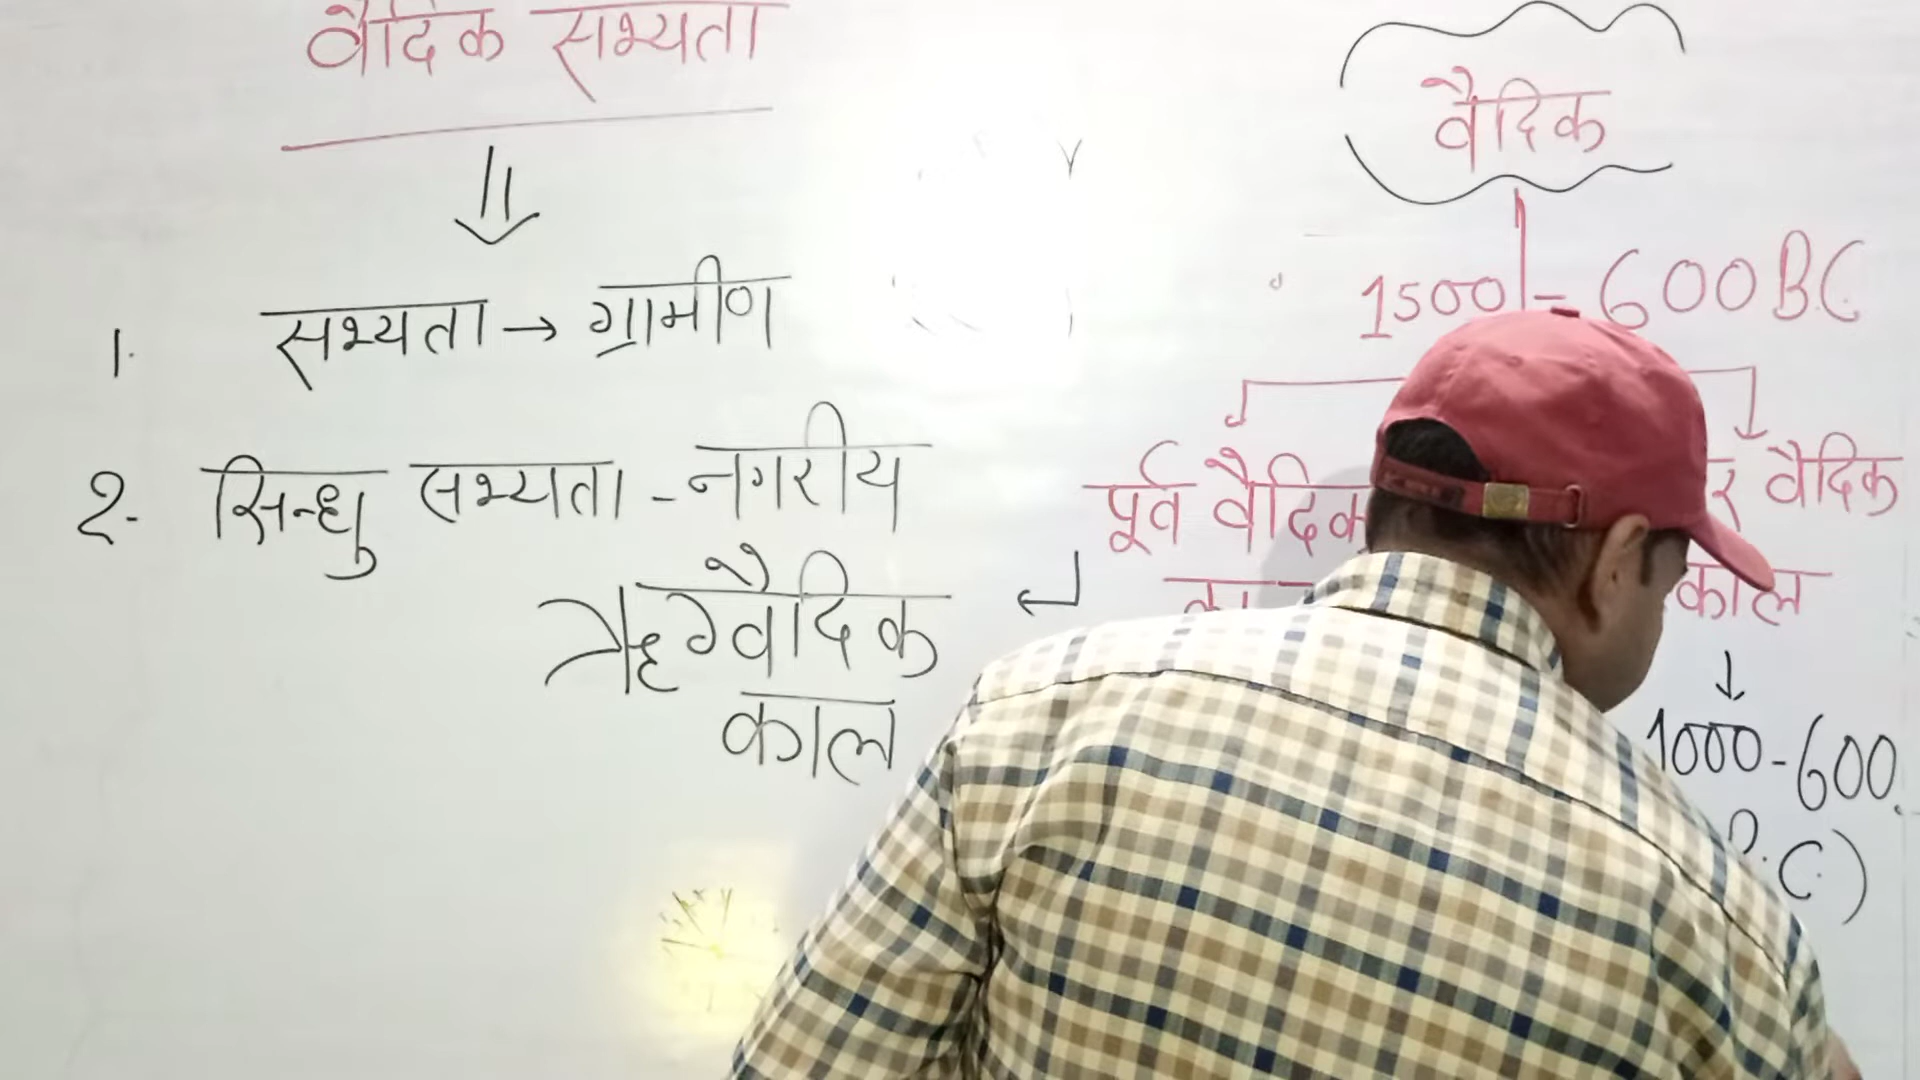 वैदिक सभ्यता
1. सभ्यता → ग्रामीण
2. सिन्धु सभ्यता - नगरीय
ऋग्वैदिक
काल
वैदिक
1500 - 600 BC
पूर्व वैदिक
वैदिक
काल
1000-600
B.C)